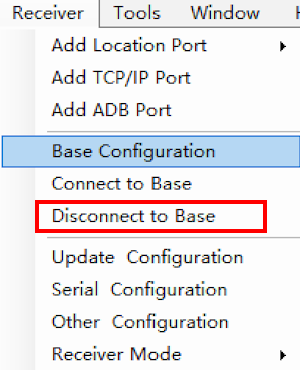 Receiver Tools Window
Add Location Port
Add TCP/IP Port
Add ADB Port
Base Configuration
Connect to Base
Disconnect to Base
Update Configuration
Serial Configuration
Other Configuration
Receiver Mode